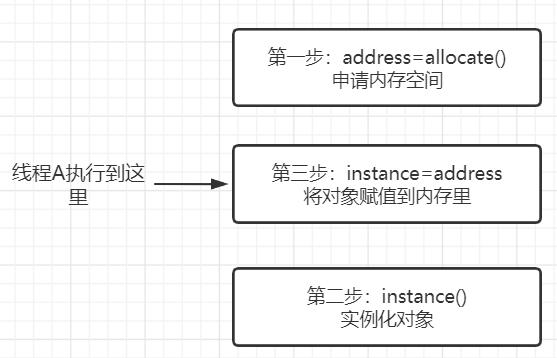 第一步：address=allocate()
申请内存空间
线程A执行到这
里
第三步：instance=address
将对象赋值到内存里
第二步：instance()
实例化对象